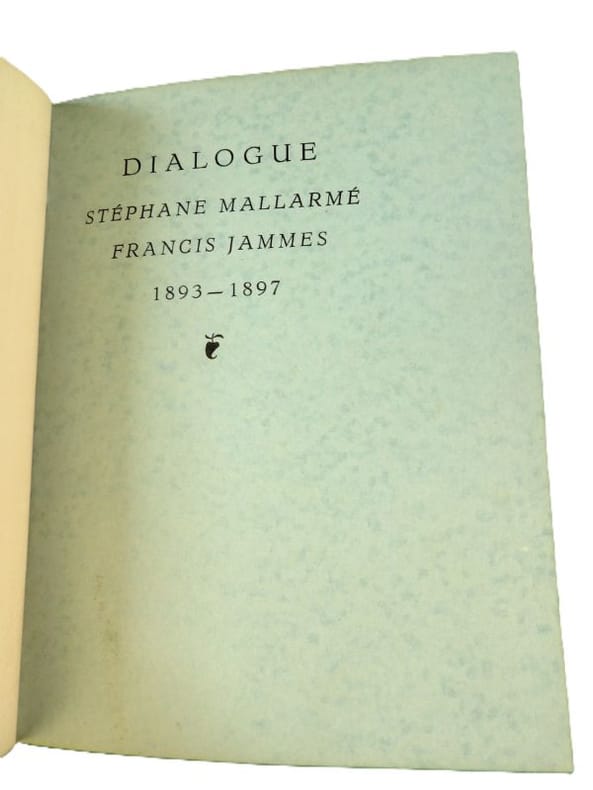 DIALOGUE
STÉPHANE MALLARMÉ
FRANCIS JAMMES
1893—1897